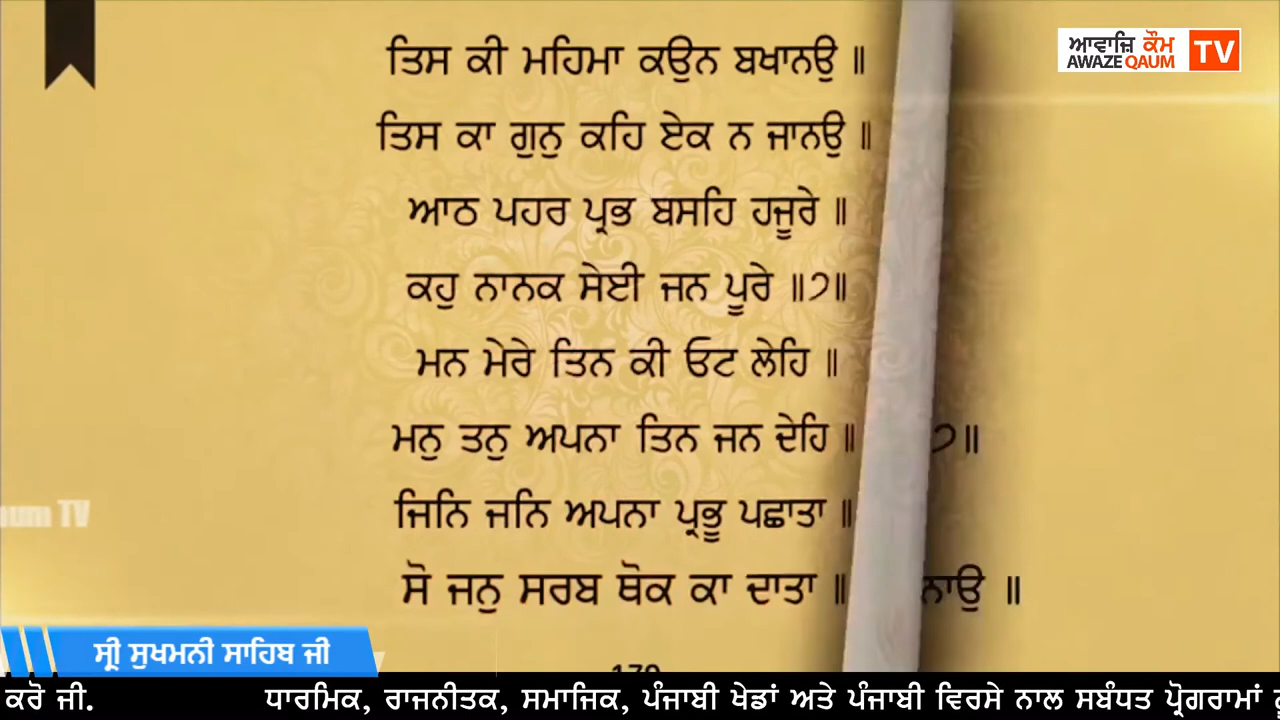 ਆਵਾਜ਼ਿ ਕੌਮ TV
AWAZE QAUM
ਤਿਸ ਕੀ ਮਹਿਮਾ ਕਉਨ ਬਖਾਨਉ ॥
ਤਿਸ ਕਾ ਗੁਨੁ ਕਹਿ ਏਕ ਨ ਜਾਨਉ ॥
ਆਠ ਪਹਰ ਪ੍ਰਭ ਬਸਹਿ ਹਜੂਰੇ ॥
ਕਹੁ ਨਾਨਕ ਸੇਈ ਜਨ ਪੂਰੇ ॥੭॥
ਮਨ ਮੇਰੇ ਤਿਨ ਕੀ ਓਟ ਲੇਹਿ ॥
ਮਨੁ ਤਨੁ ਅਪਨਾ ਤਿਨ ਜਨ ਦੇਹਿ ॥ ੭॥
ਜਿਨਿ ਜਨਿ ਅਪਨਾ ਪ੍ਰਭੂ ਪਛਾਤਾ ॥
ਸੋ ਜਨੁ ਸਰਬ ਥੋਕ ਕਾ ਦਾਤਾ ॥ ਨਾਉ ॥
TV
ਸ੍ਰੀ ਸੁਖਮਨੀ ਸਾਹਿਬ ਜੀ
ਕਰੋ ਜੀ. ਧਾਰਮਿਕ, ਰਾਜਨੀਤਕ, ਸਮਾਜਿਕ, ਪੰਜਾਬੀ ਖੇਡਾਂ ਅਤੇ ਪੰਜਾਬੀ ਵਿਰਸੇ ਨਾਲ ਸਬੰਧਤ ਪ੍ਰੋਗਰਾਮਾਂ